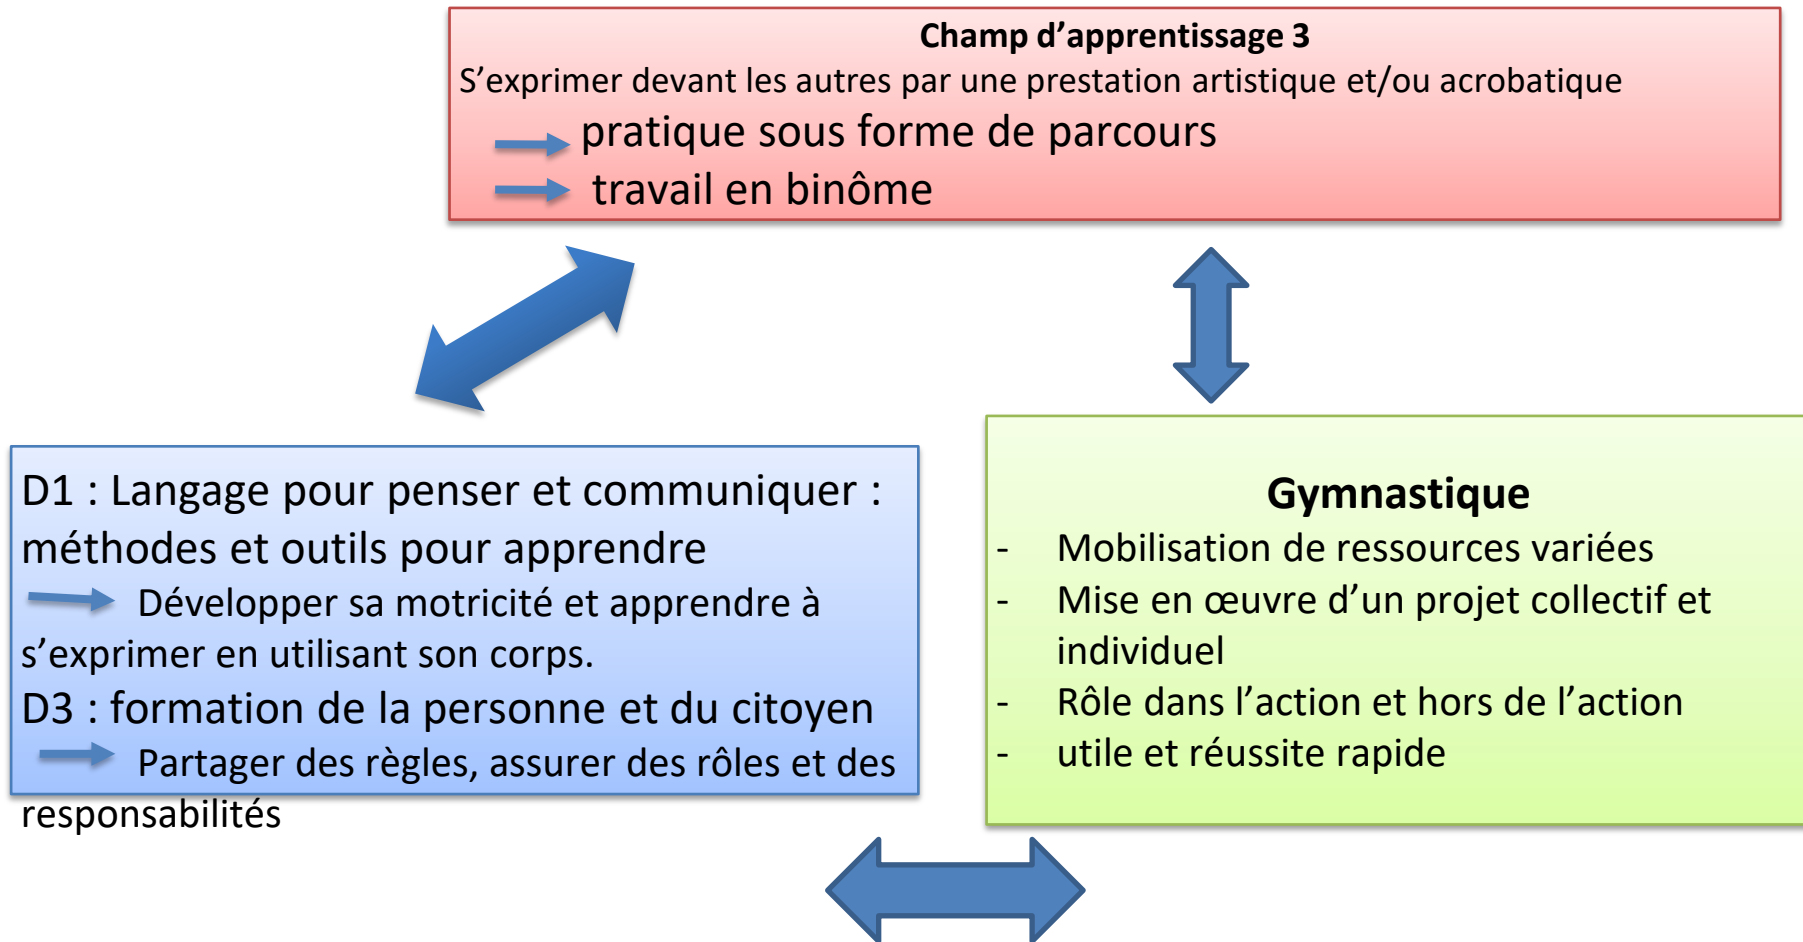 Champ d’apprentissage 3
S’exprimer devant les autres par une prestation artistique et/ou acrobatique
pratique sous forme de parcours
travail en binôme
D1 : Langage pour penser et communiquer :
méthodes et outils pour apprendre
Développer sa motricité et apprendre à
s’exprimer en utilisant son corps.
D3 : formation de la personne et du citoyen
Partager des règles, assurer des rôles et des
responsabilités
Gymnastique
- Mobilisation de ressources variées
- Mise en œuvre d’un projet collectif et
individuel
- Rôle dans l’action et hors de l’action
- utile et réussite rapide